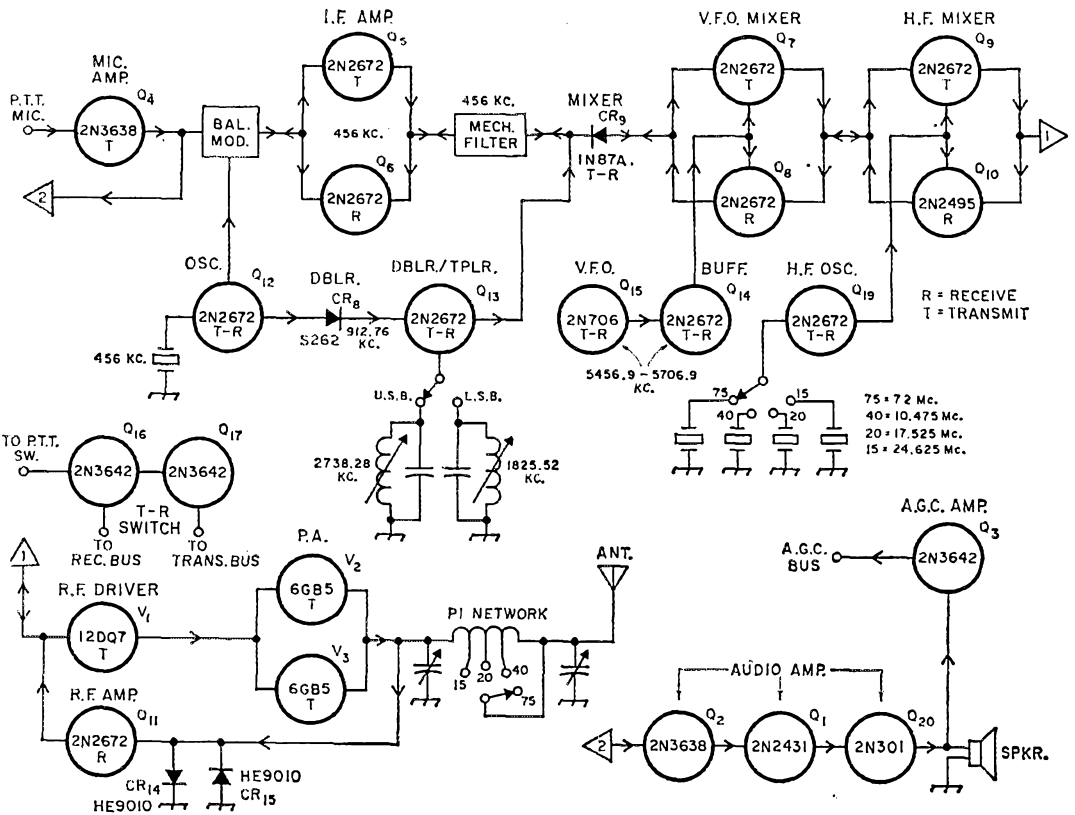 I.F. AMP.
Q5
2N2672
T
V.F.O. MIXER
Q7
2N2672
T
H.F. MIXER
Q9
2N2672
T
MIC.
AMP.
Q4
P.T.T.
MIC.
2N3638
T
BAL.
MOD.
456 KC.
456 KC.
MECH.
FILTER
MIXER
CR9
1N87A.
T-R
1
2
Q6
2N2672
R
Q8
2N2672
R
Q10
2N2495
R
OSC.
Q12
2N2672
T-R
DBLR.
CR8
S262
912.76
KC.
DBLR./TPLR.
Q13
2N2672
T-R
V.F.O.
Q15
2N706
T-R
BUFF.
Q14
2N2672
T-R
H.F. OSC.
Q19
2N2672
T-R
R = RECEIVE
T = TRANSMIT
456 KC.
5456.9 - 5706.9
KC.
U.S.B.
L.S.B.
2738.28
KC.
1825.52
KC.
75
40
20
15
75 = 7.2 Mc.
40 = 10.475 Mc.
20 = 17.525 Mc.
15 = 24.625 Mc.
TO P.T.T.
SW.
Q16
2N3642
Q17
2N3642
T-R
SWITCH
TO
REC. BUS
TO
TRANS. BUS
1
R.F. DRIVER
V1
12DQ7
T
P.A.
V2
6GB5
T
V3
6GB5
T
PI NETWORK
15
20
40
75
ANT.
R.F. AMP.
Q11
2N2672
R
CR14
HE9010
HE9010
CR15
A.G.C. AMP.
Q3
2N3642
A.G.C.
BUS
AUDIO AMP.
2
Q2
2N3638
Q1
2N2431
Q20
2N301
SPKR.